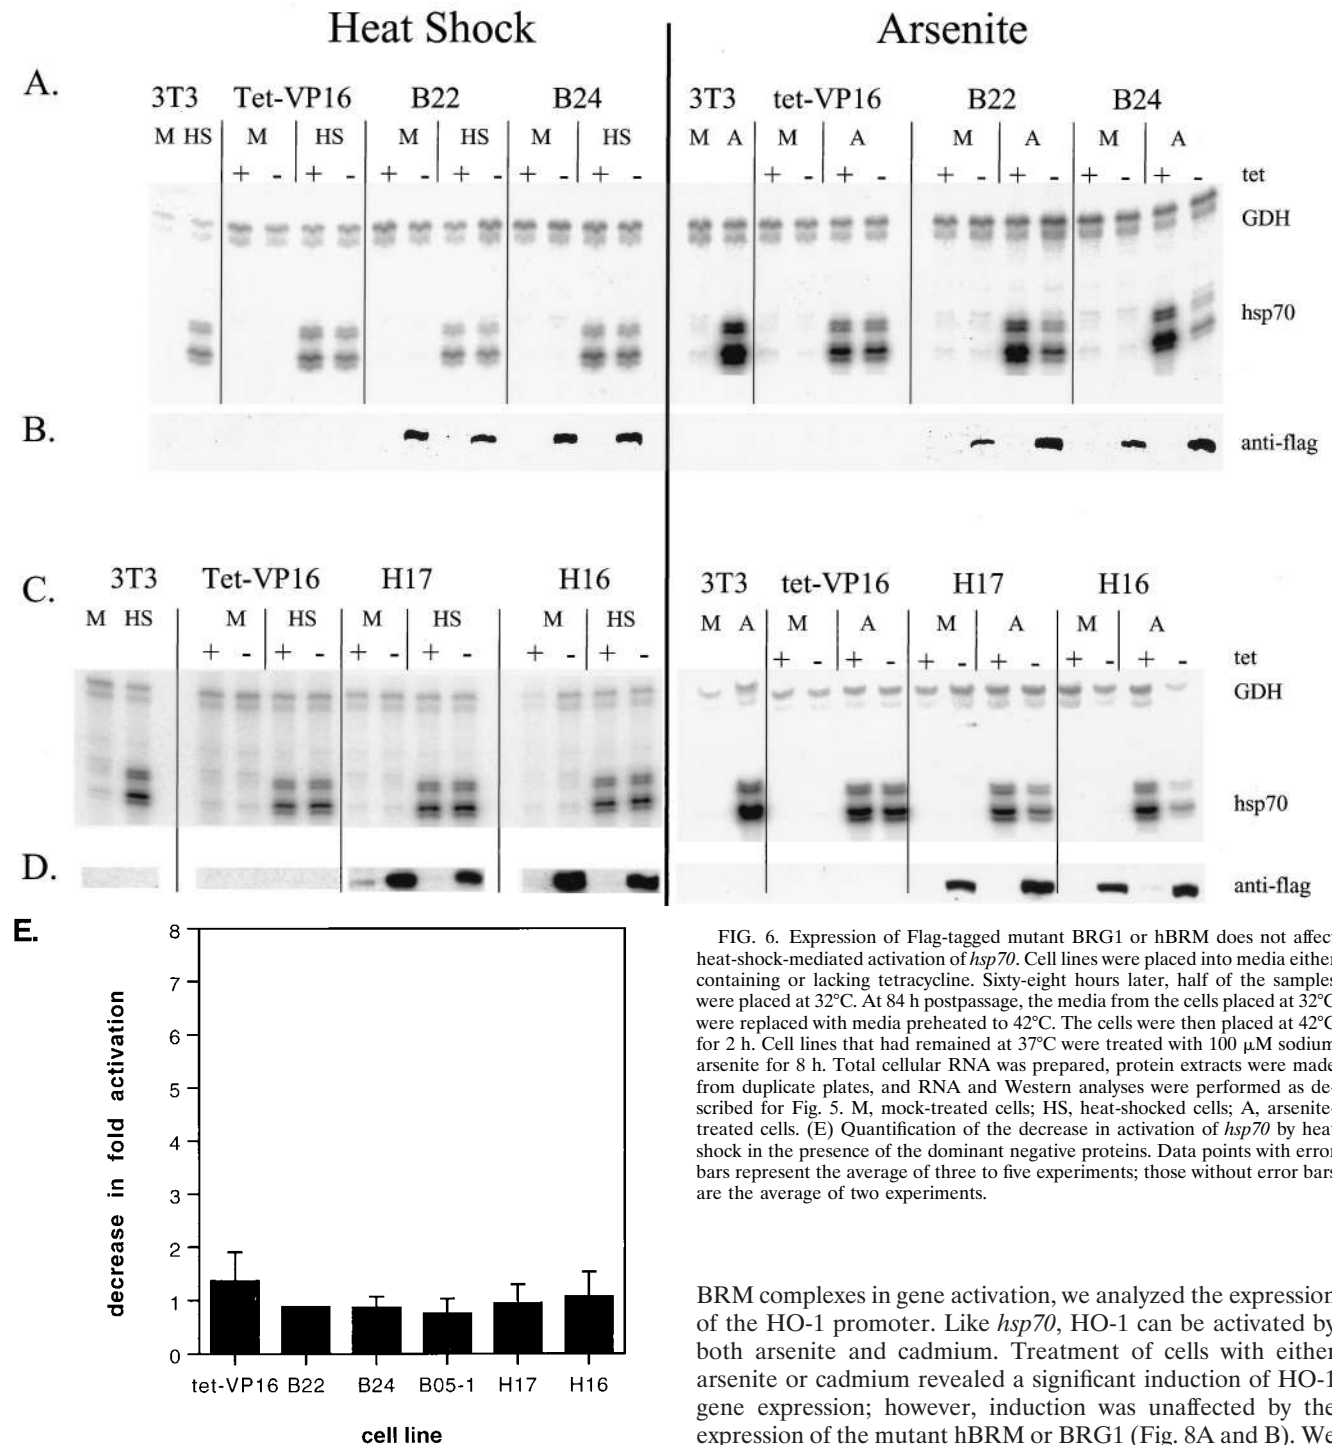 Heat Shock
Arsenite
A.
3T3 Tet-VP16 B22 B24
3T3 tet-VP16 B22 B24
M HS M HS M HS M HS
M A M A M A M A
+ - + - + - + - + - + -
+ - + - + - + - + - + - tet
GDH
hsp70
B.
anti-flag
C.
3T3 Tet-VP16 H17 H16
3T3 tet-VP16 H17 H16
M HS M HS M HS M HS
M A M A M A M A
+ - + - + - + - + - + -
+ - + - + - + - + - + - tet
GDH
hsp70
D.
anti-flag
E.
decrease in fold activation
8
7
6
5
4
3
2
1
0
tet-VP16 B22 B24 B05-1 H17 H16
cell line
FIG. 6. Expression of Flag-tagged mutant BRG1 or hBRM does not affec
heat-shock-mediated activation of hsp70. Cell lines were placed into media either
containing or lacking tetracycline. Sixty-eight hours later, half of the samples
were placed at 32°C. At 84 h postpassage, the media from the cells placed at 32°C
were replaced with media preheated to 42°C. The cells were then placed at 42°C
for 2 h. Cell lines that had remained at 37°C were treated with 100 μM sodium
arsenite for 8 h. Total cellular RNA was prepared, protein extracts were made
from duplicate plates, and RNA and Western analyses were performed as de-
scribed for Fig. 5. M, mock-treated cells; HS, heat-shocked cells; A, arsenite-
treated cells. (E) Quantification of the decrease in activation of hsp70 by hea
shock in the presence of the dominant negative proteins. Data points with error
bars represent the average of three to five experiments; those without error bars
are the average of two experiments.
BRM complexes in gene activation, we analyzed the expression
of the HO-1 promoter. Like hsp70, HO-1 can be activated by
both arsenite and cadmium. Treatment of cells with either
arsenite or cadmium revealed a significant induction of HO-1
gene expression; however, induction was unaffected by the
expression of the mutant hBRM or BRG1 (Fig. 8A and B). We